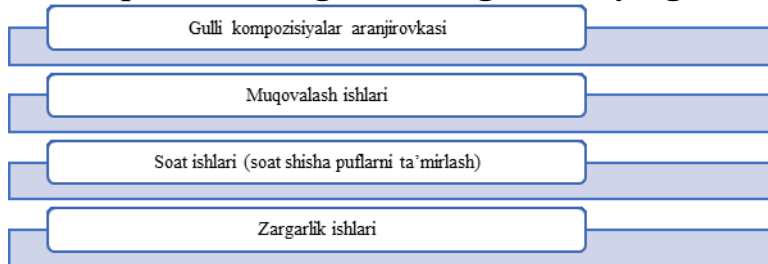 Gulli kompozisiyalar aranjirovkasi
Muqovalash ishlari
Soat ishlari (soat shisha puflarni ta’mirlash)
Zargarlik ishlari